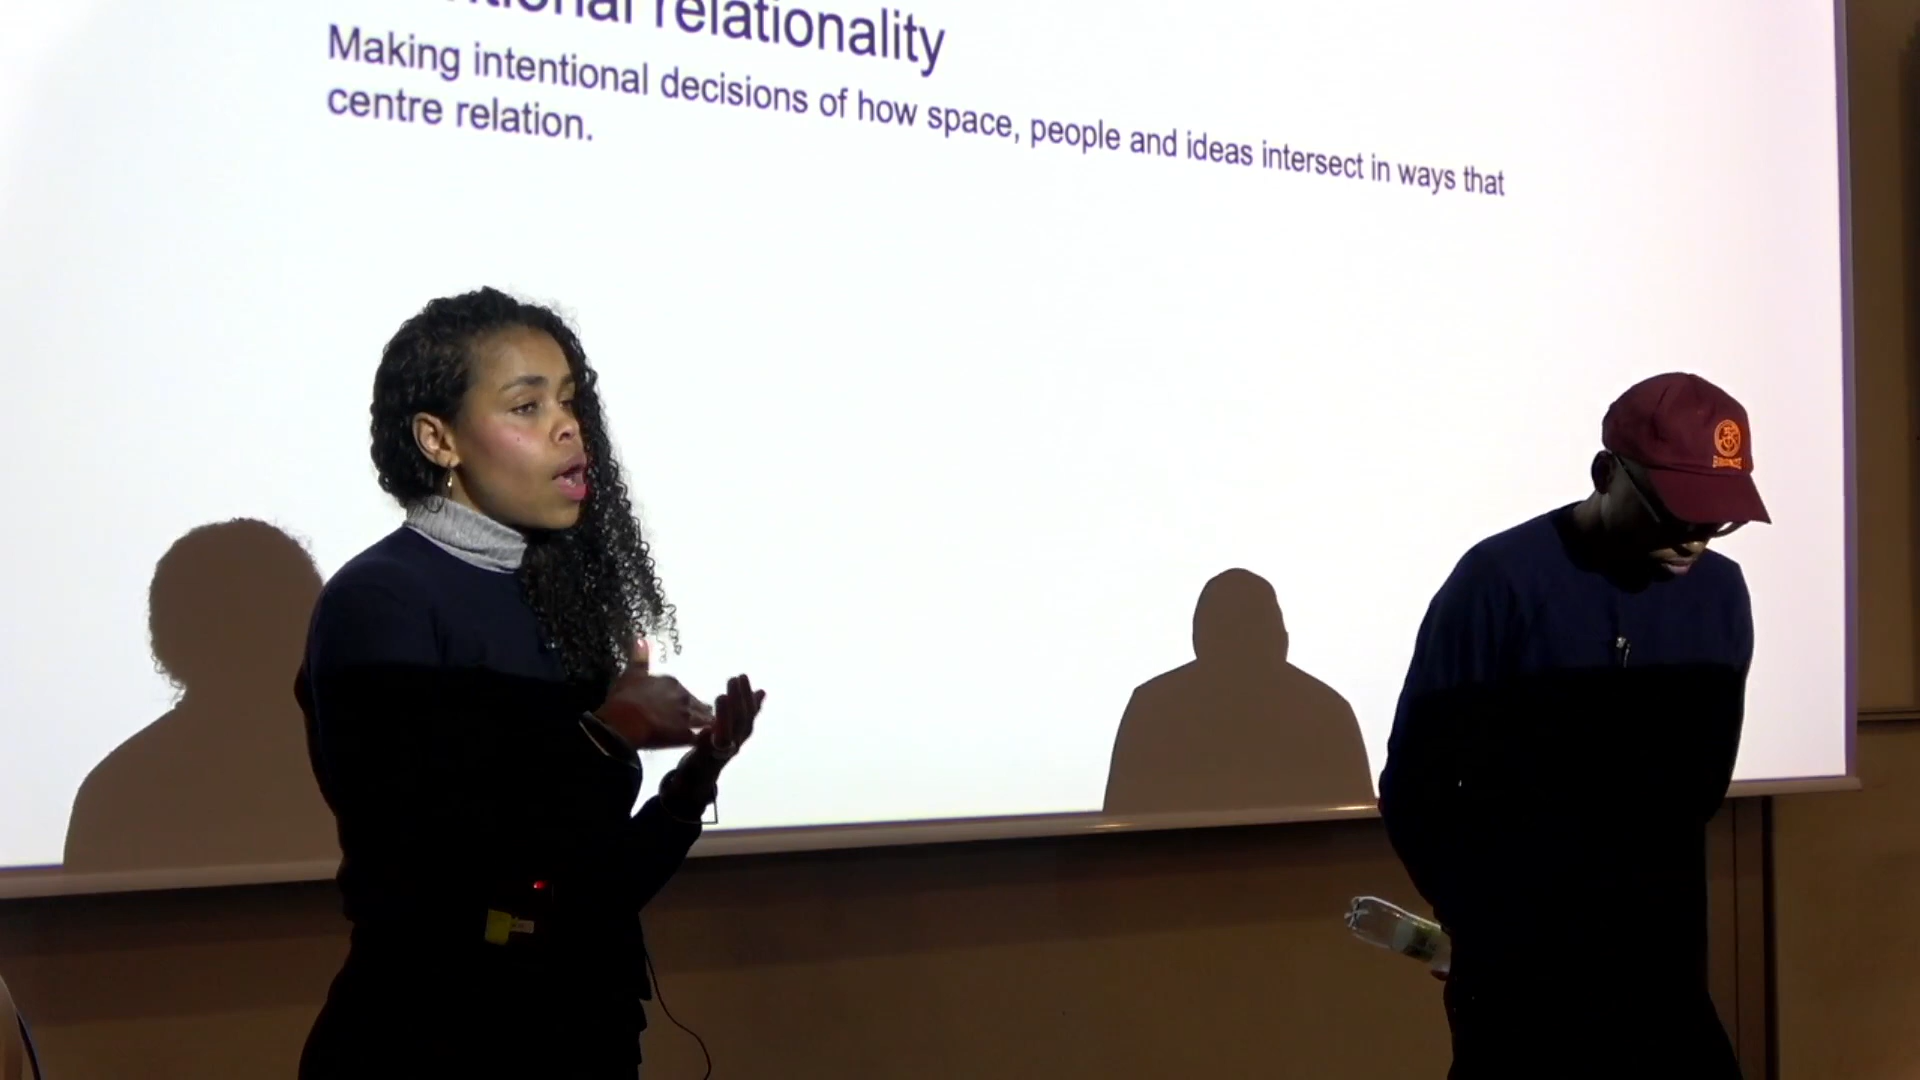 relationality
Making intentional decisions of how space, people and ideas intersect in ways that
centre relation.